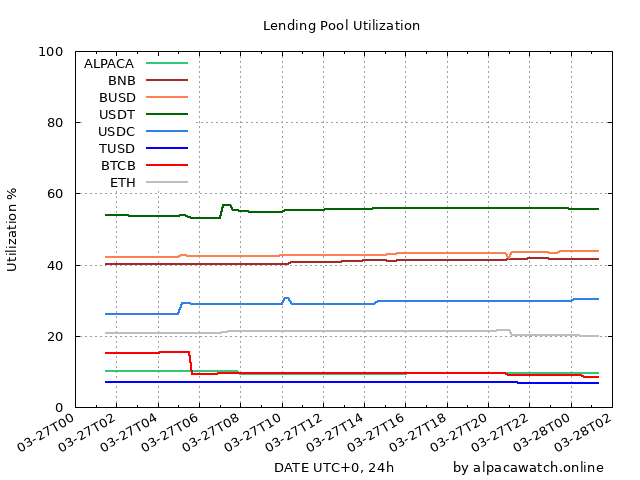 Lending Pool Utilization
100
80
60
40
20
0
Utilization %
ALPACA
BNB
BUSD
USDT
USDC
TUSD
BTCB
ETH
03-27T00
03-27T02
03-27T04
03-27T06
03-27T08
03-27T10
03-27T12
03-27T14
03-27T16
03-27T18
03-27T20
03-27T22
03-28T00
03-28T02
DATE UTC+0, 24h
by alpacawatch.online